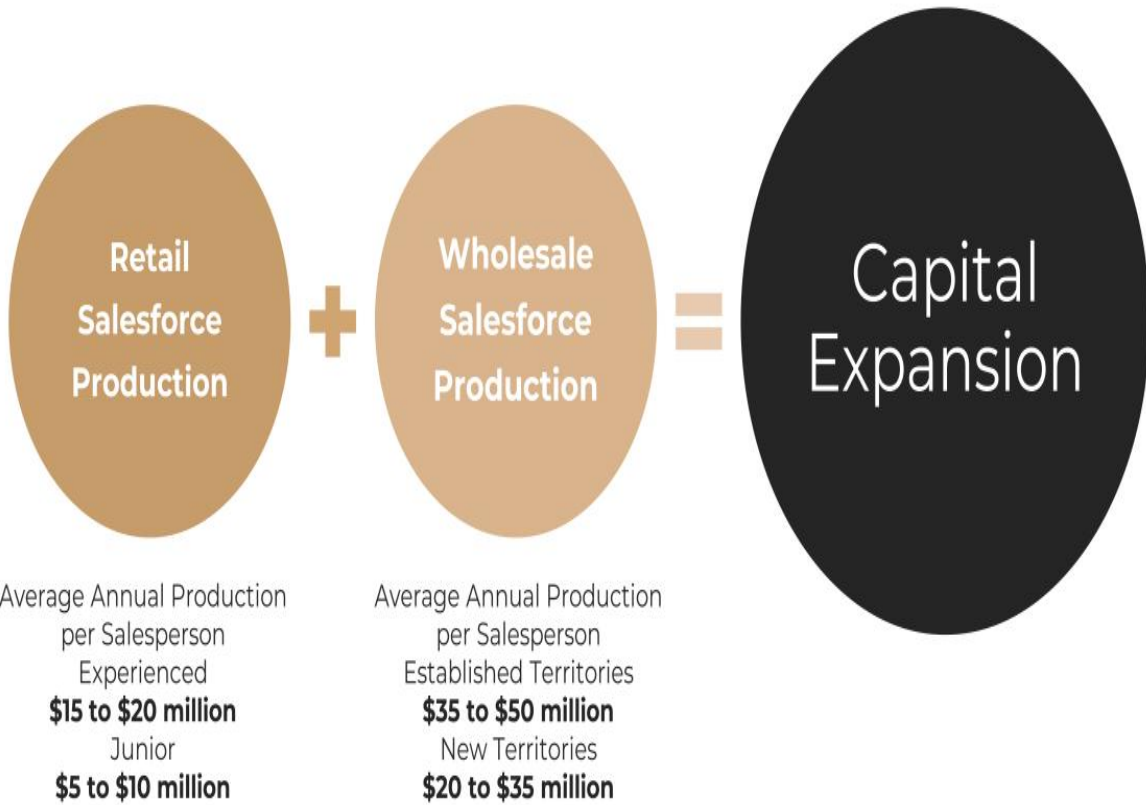 Retail
Salesforce
Production
+
Wholesale
Salesforce
Production
=
Capital
Expansion
Average Annual Production
per Salesperson
Experienced
$15 to $20 million
Junior
$5 to $10 million
Average Annual Production
per Salesperson
Established Territories
$35 to $50 million
New Territories
$20 to $35 million